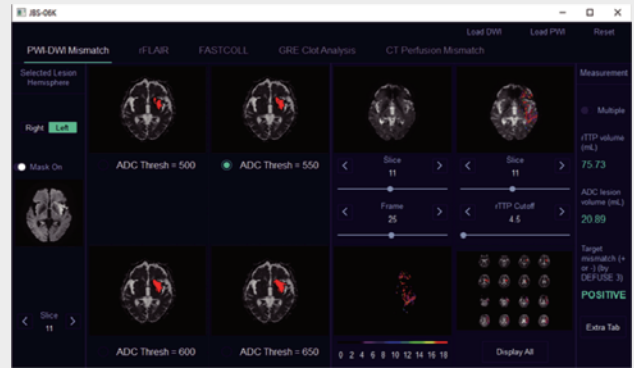 JBS-06K
Load DWI Load PWI Reset
PWI-DWI Mismatch rFLAIR FASTCOLL GRE Clot Analysis CT Perfusion Mismatch
Selected Lesion
Hemisphere
Right Left
Mask On
Slice
11
ADC Thresh = 500 ADC Thresh = 550
ADC Thresh = 600 ADC Thresh = 650
Slice
11
Slice
11
Frame
25
rTTP Cutoff
4.5
0 2 4 6 8 10 12 14 16 18
Display All
Measurement
Multiple
rTTP volume
(mL)
75.73
ADC lesion
volume (mL)
20.89
Target
mismatch (+
or -) (by
DEFUSE 3)
POSITIVE
Extra Tab